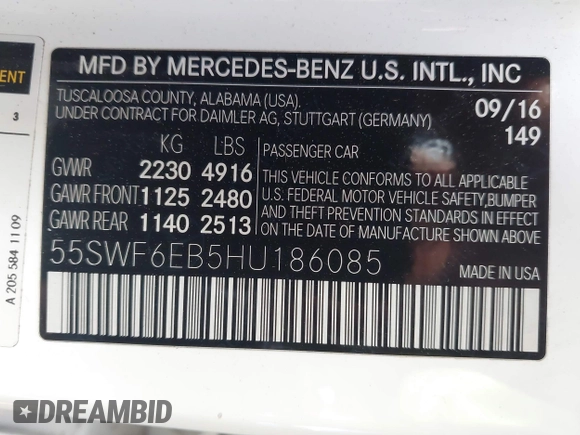 ENT
3
A 205 584 11 09
MFD BY MERCEDES-BENZ U.S. INTL., INC
TUSCALOOSA COUNTY, ALABAMA (USA). 09/16
UNDER CONTRACT FOR DAIMLER AG, STUTTGART (GERMANY) 149
KG LBS PASSENGER CAR
GVWR 2230 4916 THIS VEHICLE CONFORMS TO ALL APPLICABLE
GAWR FRONT 1125 2480 U.S. FEDERAL MOTOR VEHICLE SAFETY,BUMPER
GAWR REAR 1140 2513 AND THEFT PREVENTION STANDARDS IN EFFECT
ON THE DATE OF MANUFACTURE SHOWN ABOVE.
55SWF6EB5HU186085 MADE IN USA
DREAMBID